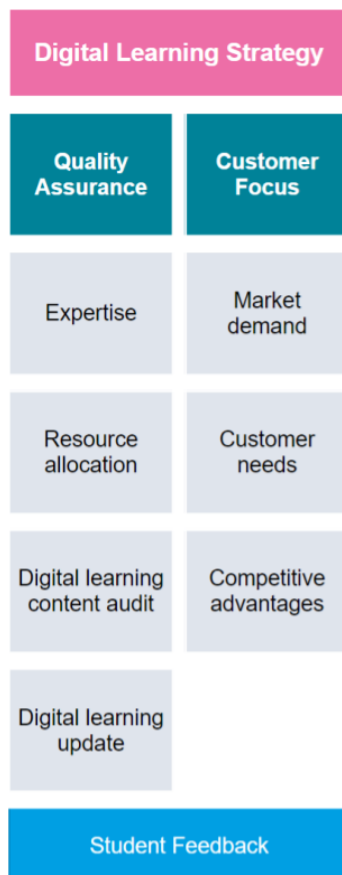 Digital Learning Strategy
Quality
Assurance
Customer
Focus
Expertise
Market
demand
Resource
allocation
Customer
needs
Digital learning
content audit
Competitive
advantages
Digital learning
update
Student Feedback